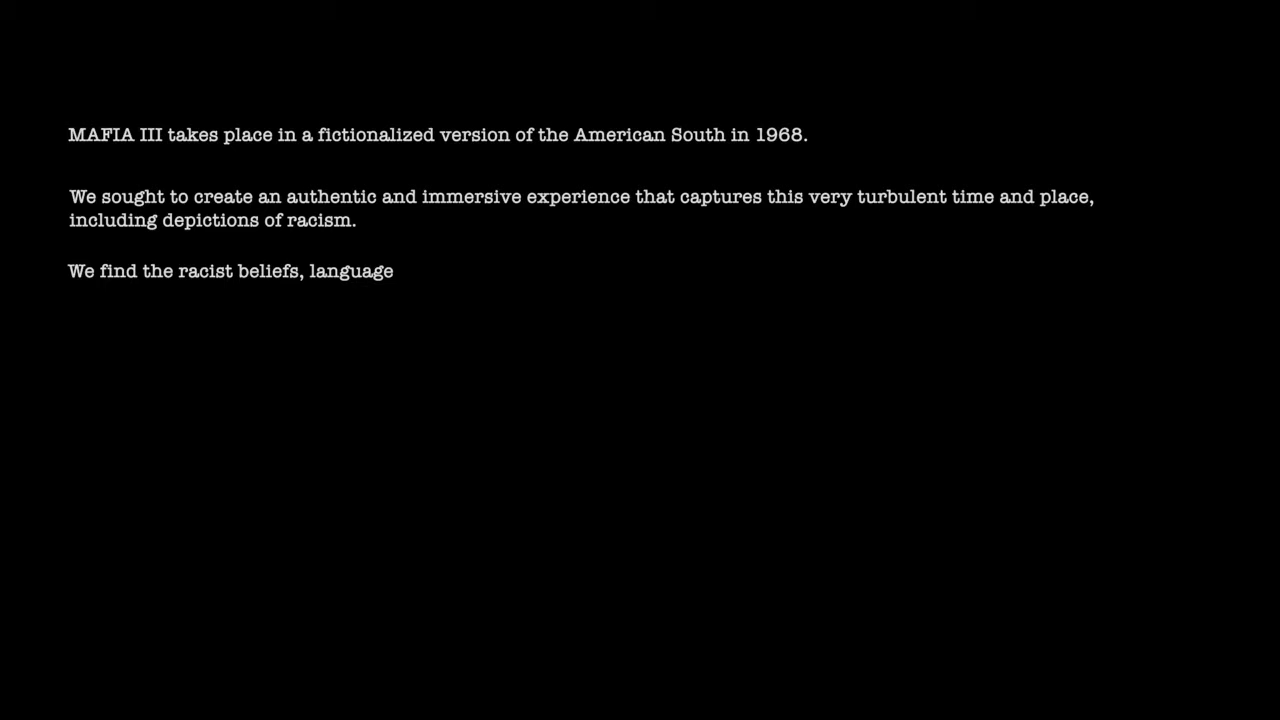 MAFIA III takes place in a fictionalized version of the American South in 1968.
We sought to create an authentic and immersive experience that captures this very turbulent time and place,
including depictions of racism.
We find the racist beliefs, language